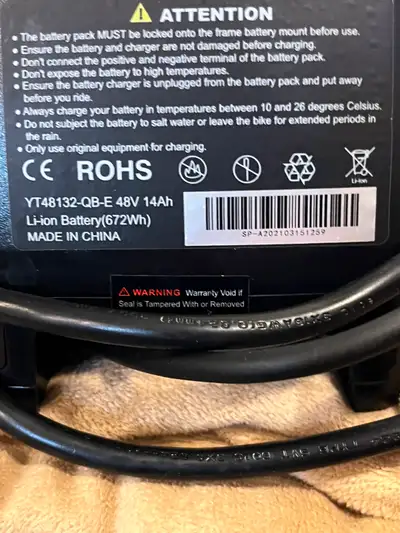 ATTENTION
• The battery pack MUST be locked onto the frame battery mount before use.
• Ensure the battery and charger are not damaged before charging.
• Don't connect the positive and negative terminal of the battery pack.
• Don't expose the battery to high temperatures.
• Ensure the battery charger is unplugged from the battery pack and put away
before you ride.
• Always charge your battery in temperatures between 10 and 26 degrees Celsius.
• Do not subject the battery to salt water or leave the bike for extended periods in
the rain.
• Only use original equipment for charging.
CE ROHS
Li-ion
YT48132-QB-E 48V 14Ah
Li-ion Battery(672Wh)
MADE IN CHINA
SP-A202103151259
WARNING Warranty Void if
Seal is Tampered With or Removed